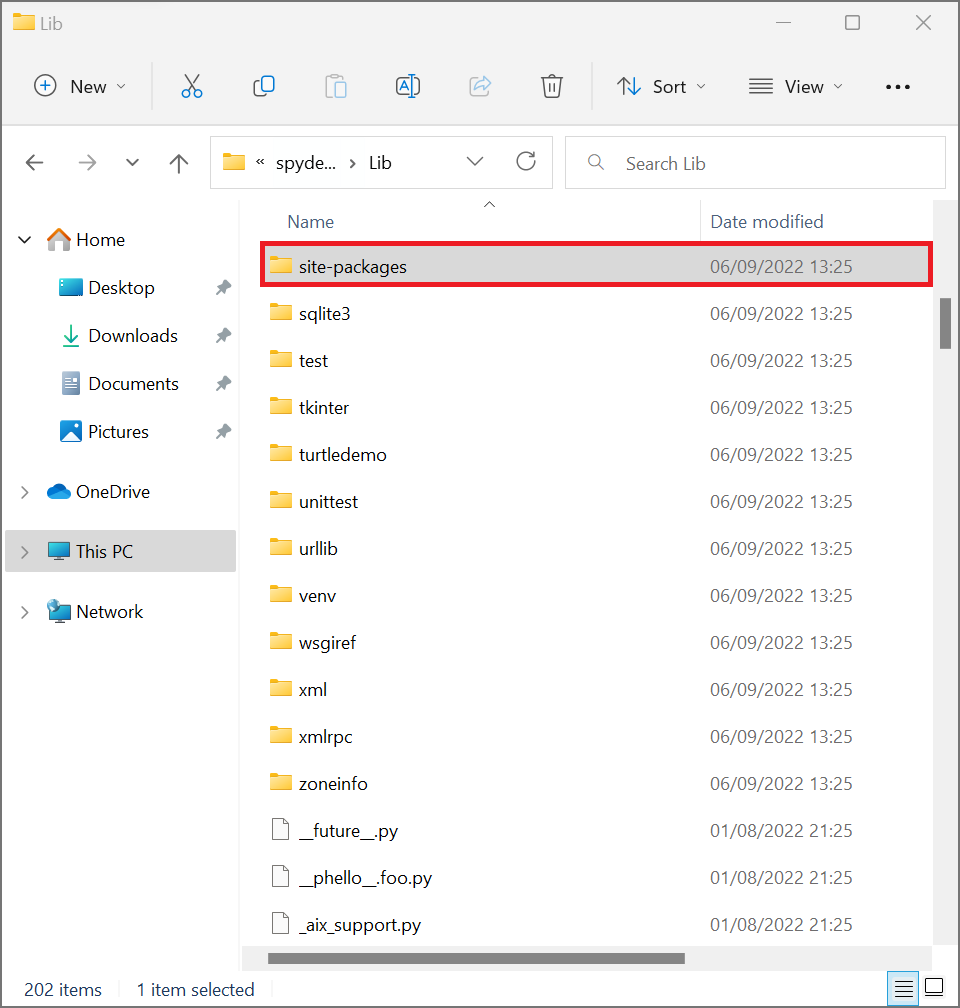 Lib
New Sort View
« spyde... › Lib Search Lib
Name Date modified
Home
Desktop
Downloads
Documents
Pictures
OneDrive
This PC
Network
site-packages 06/09/2022 13:25
sqlite3 06/09/2022 13:25
test 06/09/2022 13:25
tkinter 06/09/2022 13:25
turtledemo 06/09/2022 13:25
unittest 06/09/2022 13:25
urllib 06/09/2022 13:25
venv 06/09/2022 13:25
wsgiref 06/09/2022 13:25
xml 06/09/2022 13:25
xmlrpc 06/09/2022 13:25
zoneinfo 06/09/2022 13:25
__future__.py 01/08/2022 21:25
__phello__.foo.py 01/08/2022 21:25
_aix_support.py 01/08/2022 21:25
202 items 1 item selected